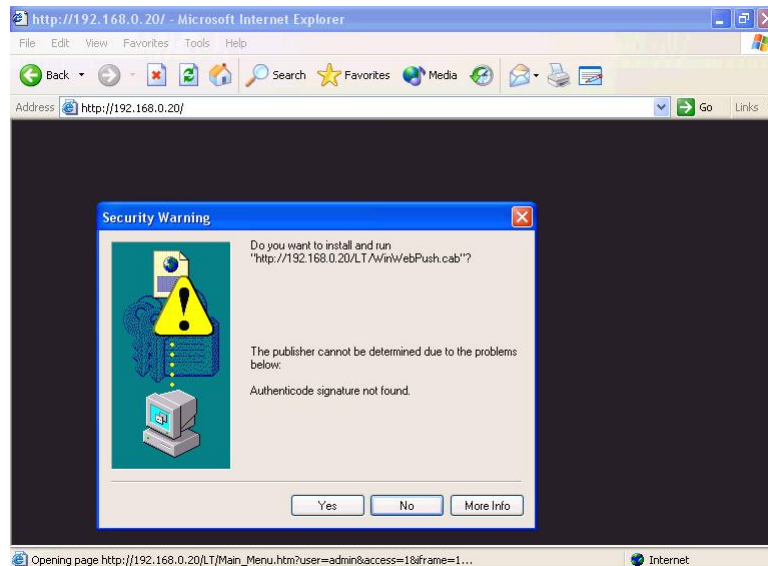 http://192.168.0.20/ - Microsoft Internet Explorer
File Edit View Favorites Tools Help
Back Search Favorites Media
Address http://192.168.0.20/ Go Links
Security Warning
Do you want to install and run
"http://192.168.0.20/LT/WinWebPush.cab"?
The publisher cannot be determined due to the problems
below:
Authenticode signature not found.
Yes No More Info
Opening page http://192.168.0.20/LT/Main_Menu.htm?user=admin&access=1&iframe=1... Internet